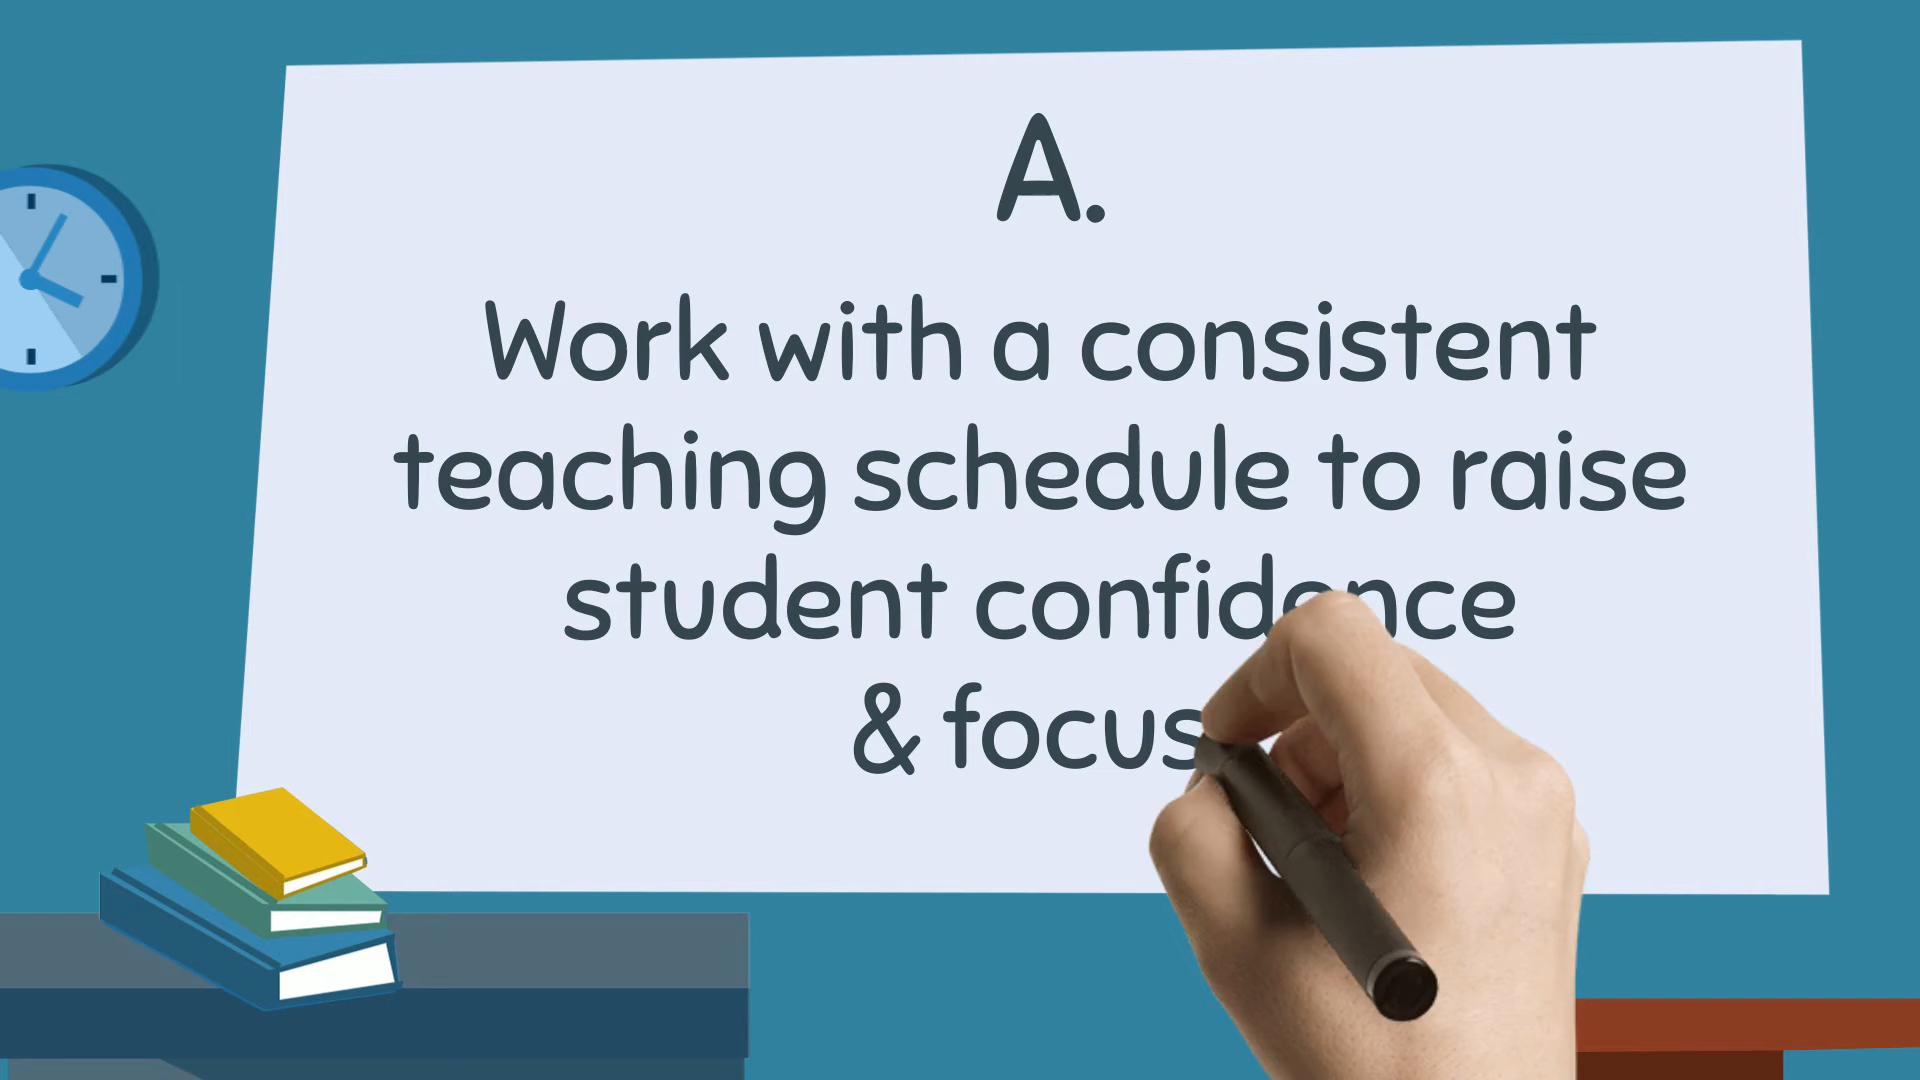 A.
Work with a consistent
teaching schedule to raise
student confidence
& focus